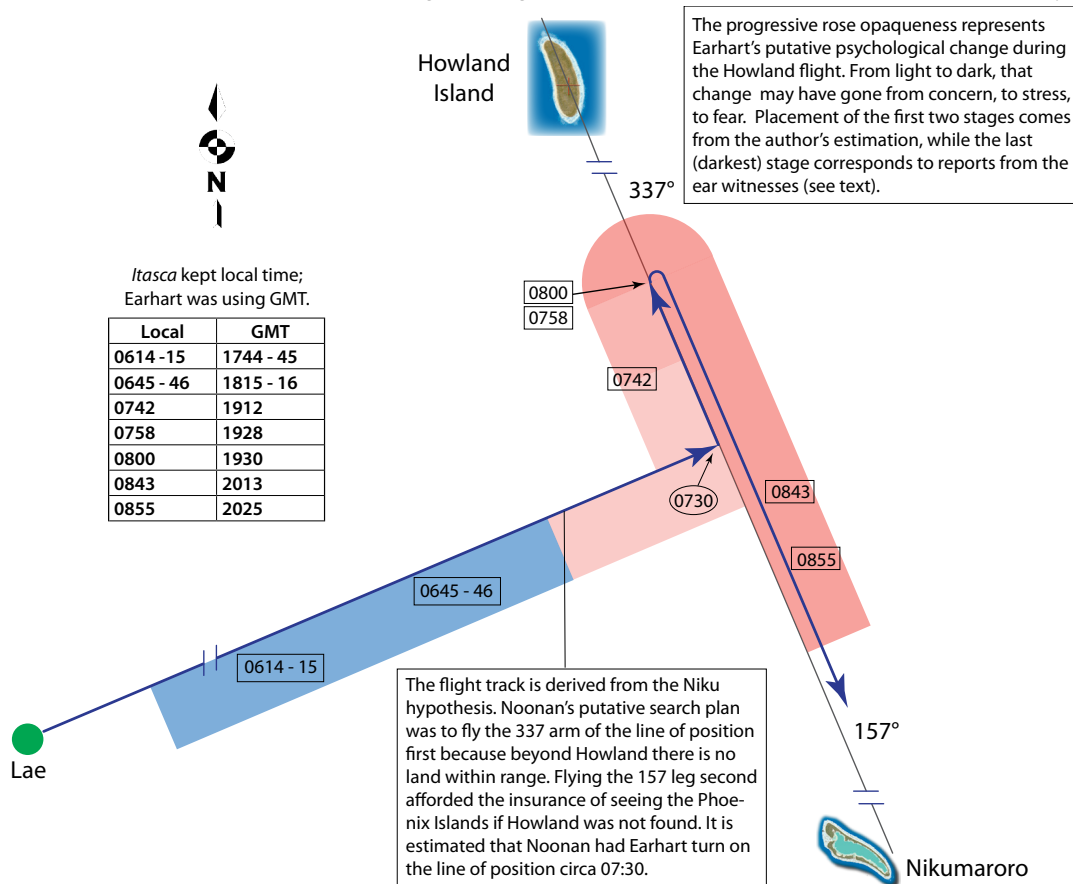 Howland
Island
The progressive rose opaqueness represents
Earhart’s putative psychological change during
the Howland flight. From light to dark, that
change may have gone from concern, to stress,
to fear. Placement of the first two stages comes
from the author’s estimation, while the last
(darkest) stage corresponds to reports from the
ear witnesses (see text).
N
337°
Itasca kept local time;
Earhart was using GMT.
Local GMT
0614 -15 1744 - 45
0645 - 46 1815 - 16
0742 1912
0758 1928
0800 1930
0843 2013
0855 2025
0800
0758
0742
0730
0843
0855
0645 - 46
0614 - 15
Lae
The flight track is derived from the Niku
hypothesis. Noonan’s putative search plan
was to fly the 337 arm of the line of position
first because beyond Howland there is no
land within range. Flying the 157 leg second
afforded the insurance of seeing the Phoe-
nix Islands if Howland was not found. It is
estimated that Noonan had Earhart turn on
the line of position circa 07:30.
157°
Nikumaroro